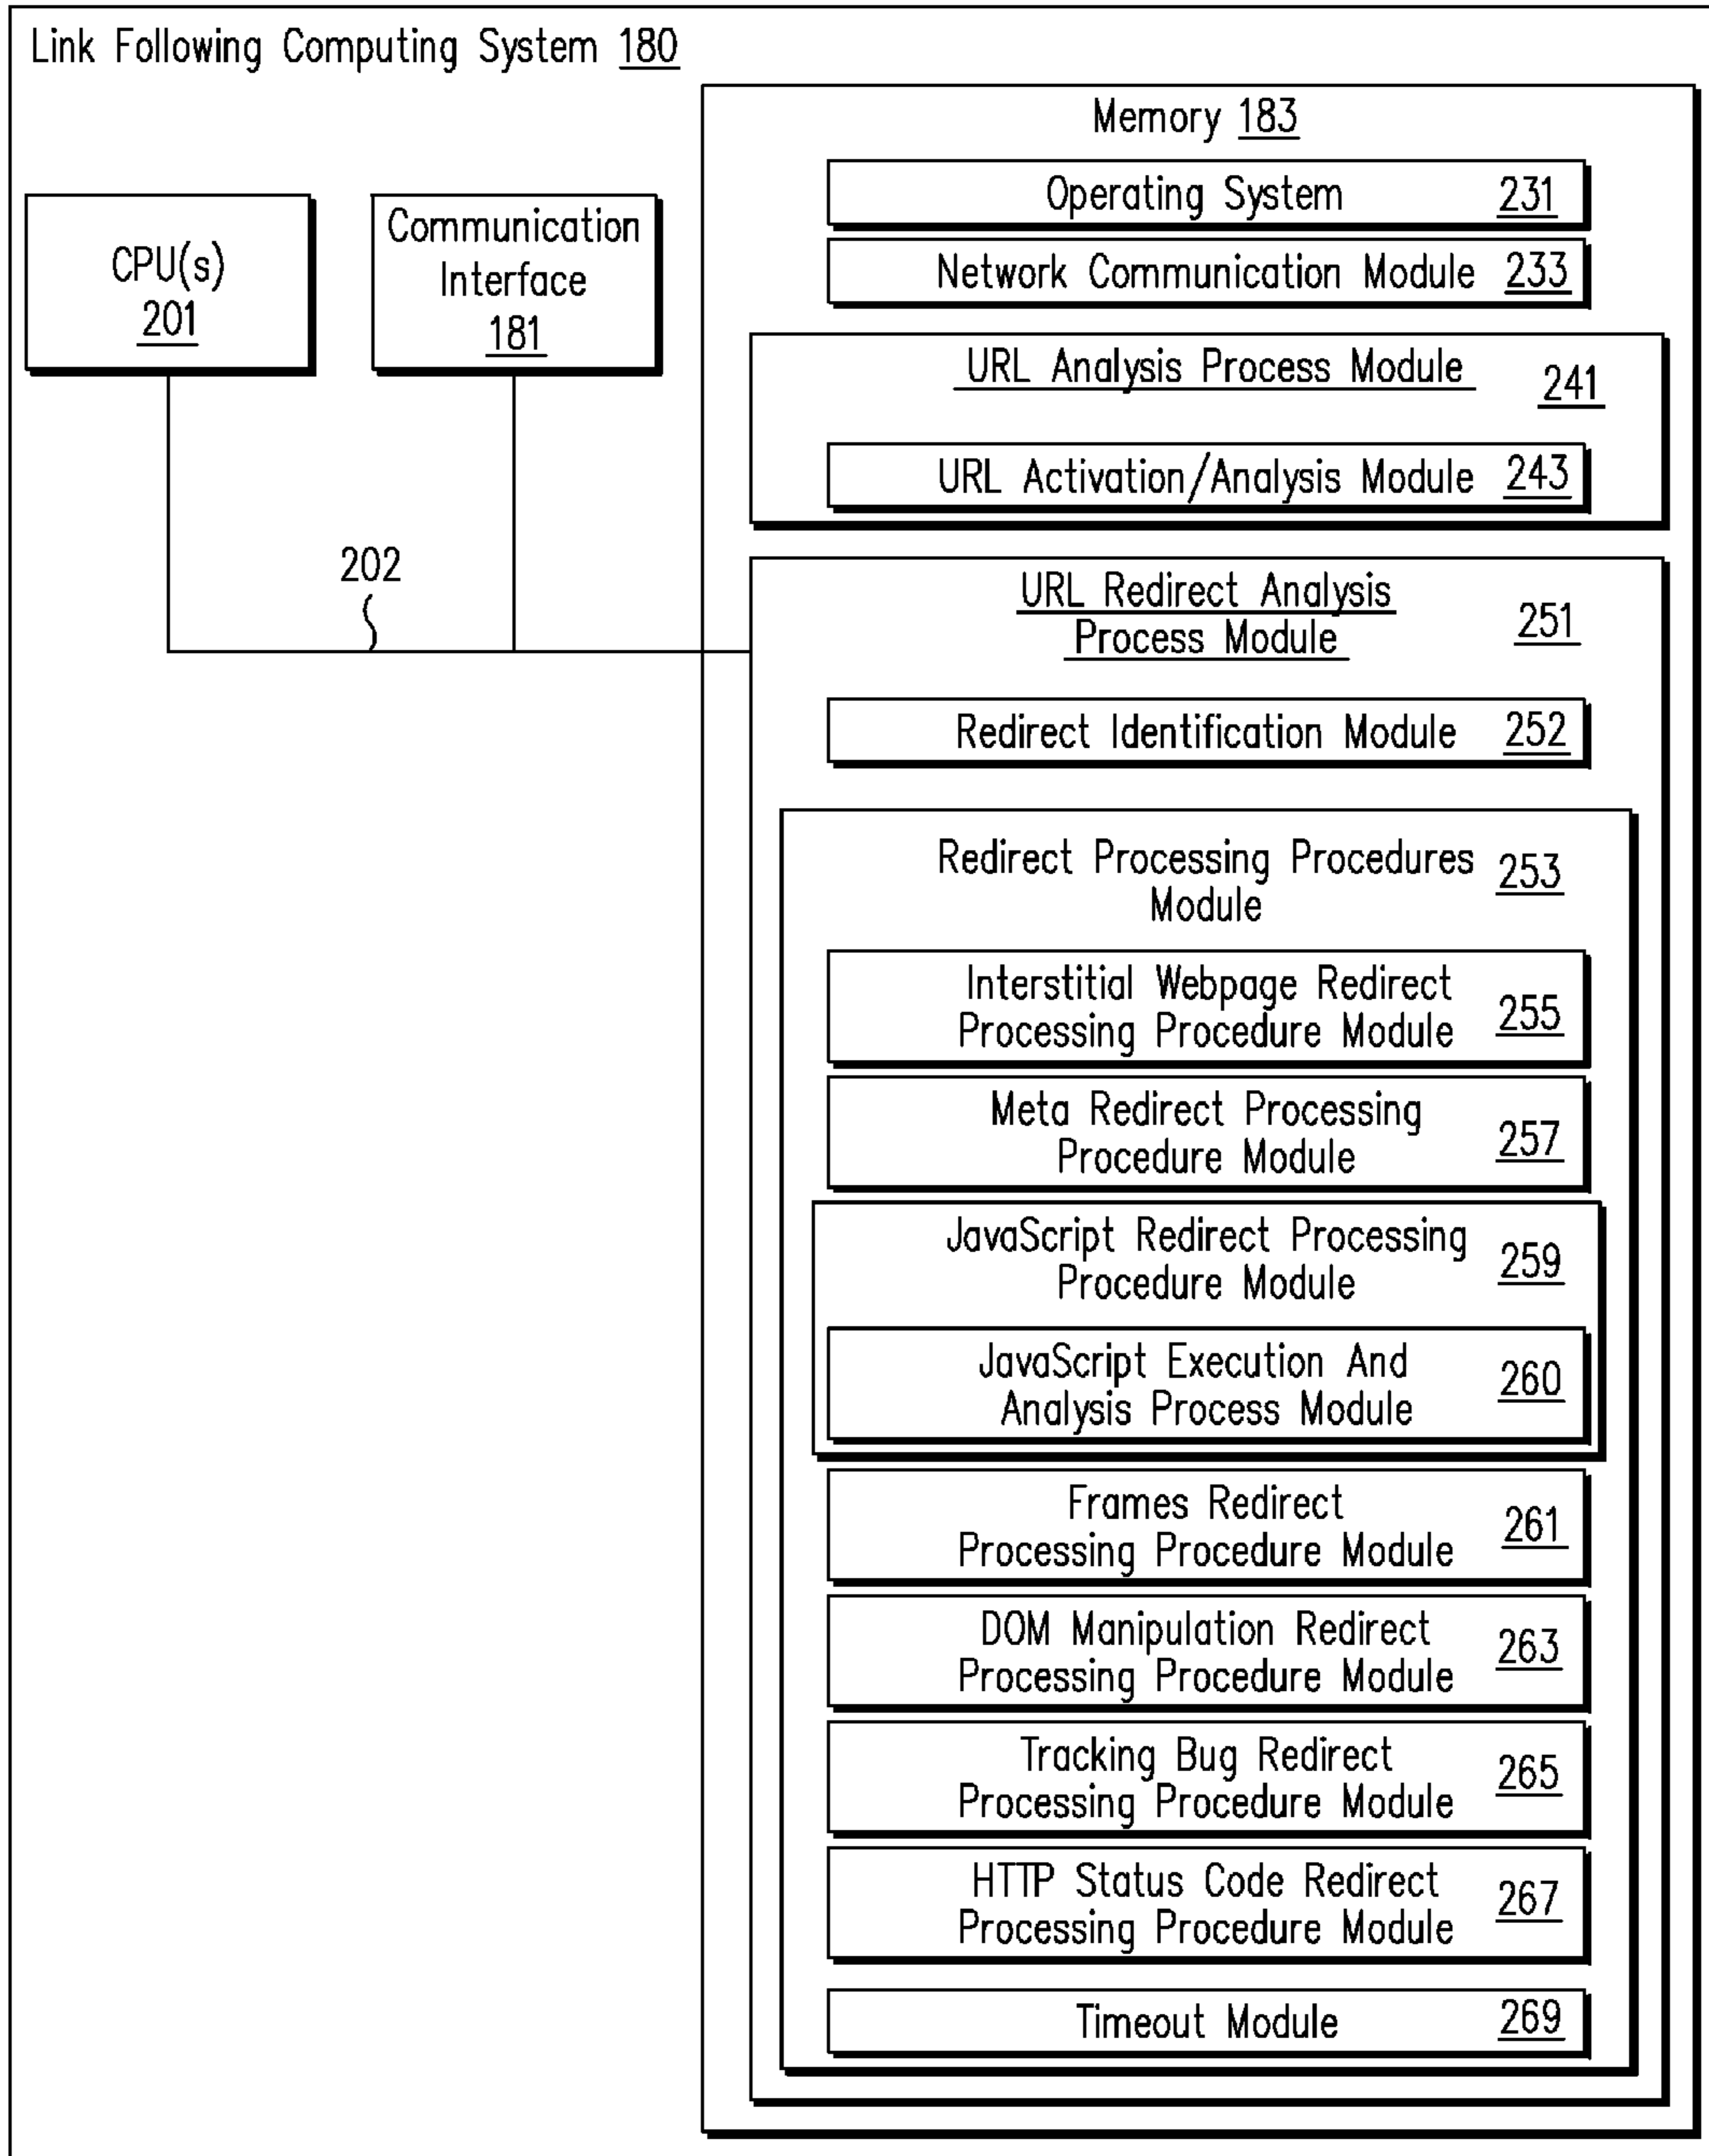 Link Following Computing System 180
Memory 183
CPU(s)
201
Communication
Interface
181
Operating System 231
Network Communication Module 233
URL Analysis Process Module 241
URL Activation/Analysis Module 243
202
URL Redirect Analysis
Process Module 251
Redirect Identification Module 252
Redirect Processing Procedures
Module 253
Interstitial Webpage Redirect
Processing Procedure Module 255
Meta Redirect Processing
Procedure Module 257
JavaScript Redirect Processing
Procedure Module 259
JavaScript Execution And
Analysis Process Module 260
Frames Redirect
Processing Procedure Module 261
DOM Manipulation Redirect
Processing Procedure Module 263
Tracking Bug Redirect
Processing Procedure Module 265
HTTP Status Code Redirect
Processing Procedure Module 267
Timeout Module 269